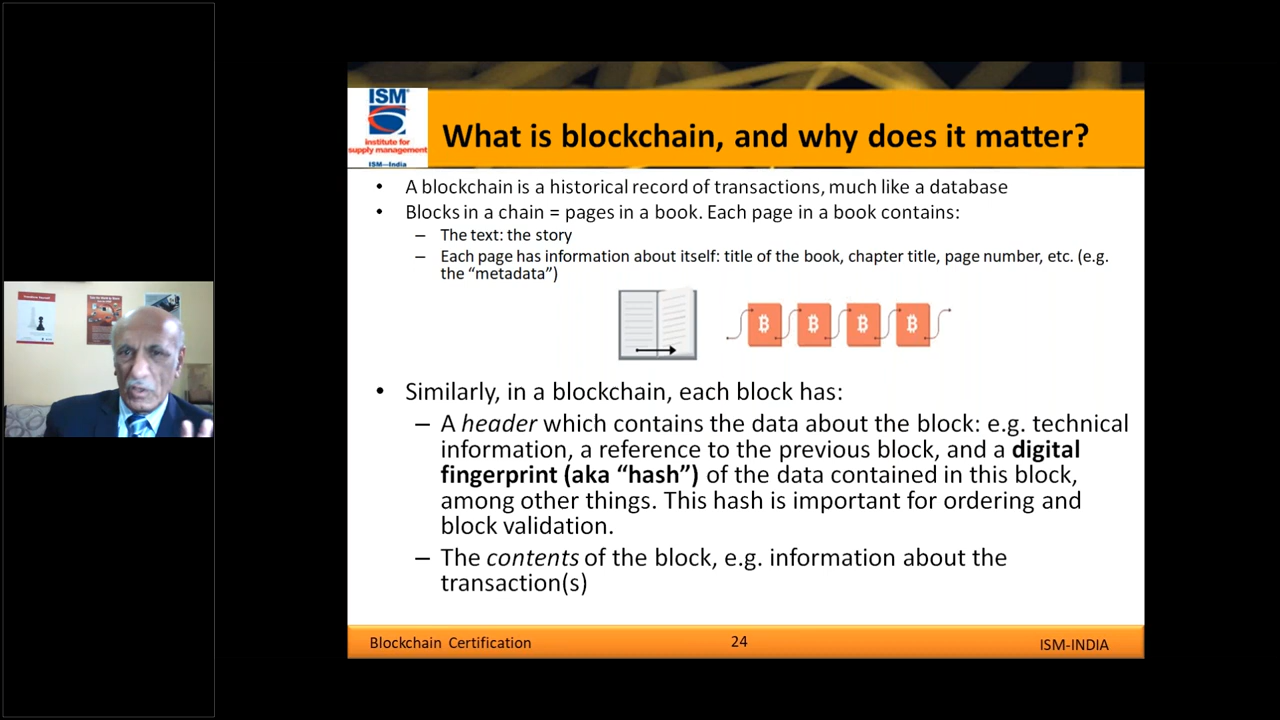 ISM®
institute for
supply management
ISM—India
What is blockchain, and why does it matter?
• A blockchain is a historical record of transactions, much like a database
• Blocks in a chain = pages in a book. Each page in a book contains:
– The text: the story
– Each page has information about itself: title of the book, chapter title, page number, etc. (e.g.
the “metadata”)
• Similarly, in a blockchain, each block has:
– A header which contains the data about the block: e.g. technical
information, a reference to the previous block, and a digital
fingerprint (aka “hash”) of the data contained in this block,
among other things. This hash is important for ordering and
block validation.
– The contents of the block, e.g. information about the
transaction(s)
Blockchain Certification
24
ISM-INDIA